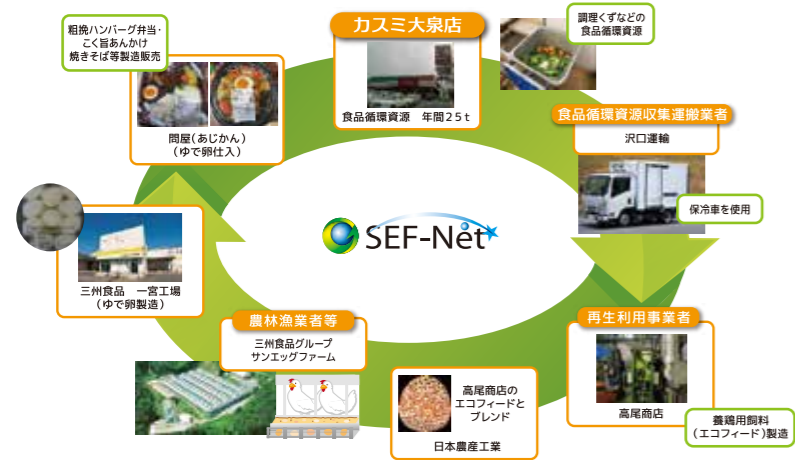 粗挽ハンバーグ弁当・
こく旨あんかけ
焼きそば等製造販売
問屋(あじかん)
(ゆで卵仕入)
カスミ大泉店
食品循環資源 年間25t
調理くずなどの
食品循環資源
食品循環資源収集運搬業者
沢口運輸
保冷車を使用
SEF-Net
三州食品 一宮工場
(ゆで卵製造)
農林漁業者等
三州食品グループ
サンエッグファーム
高尾商店の
エコフィードと
ブレンド
日本農産工業
再生利用事業者
高尾商店
養鶏用飼料
(エコフィード)製造